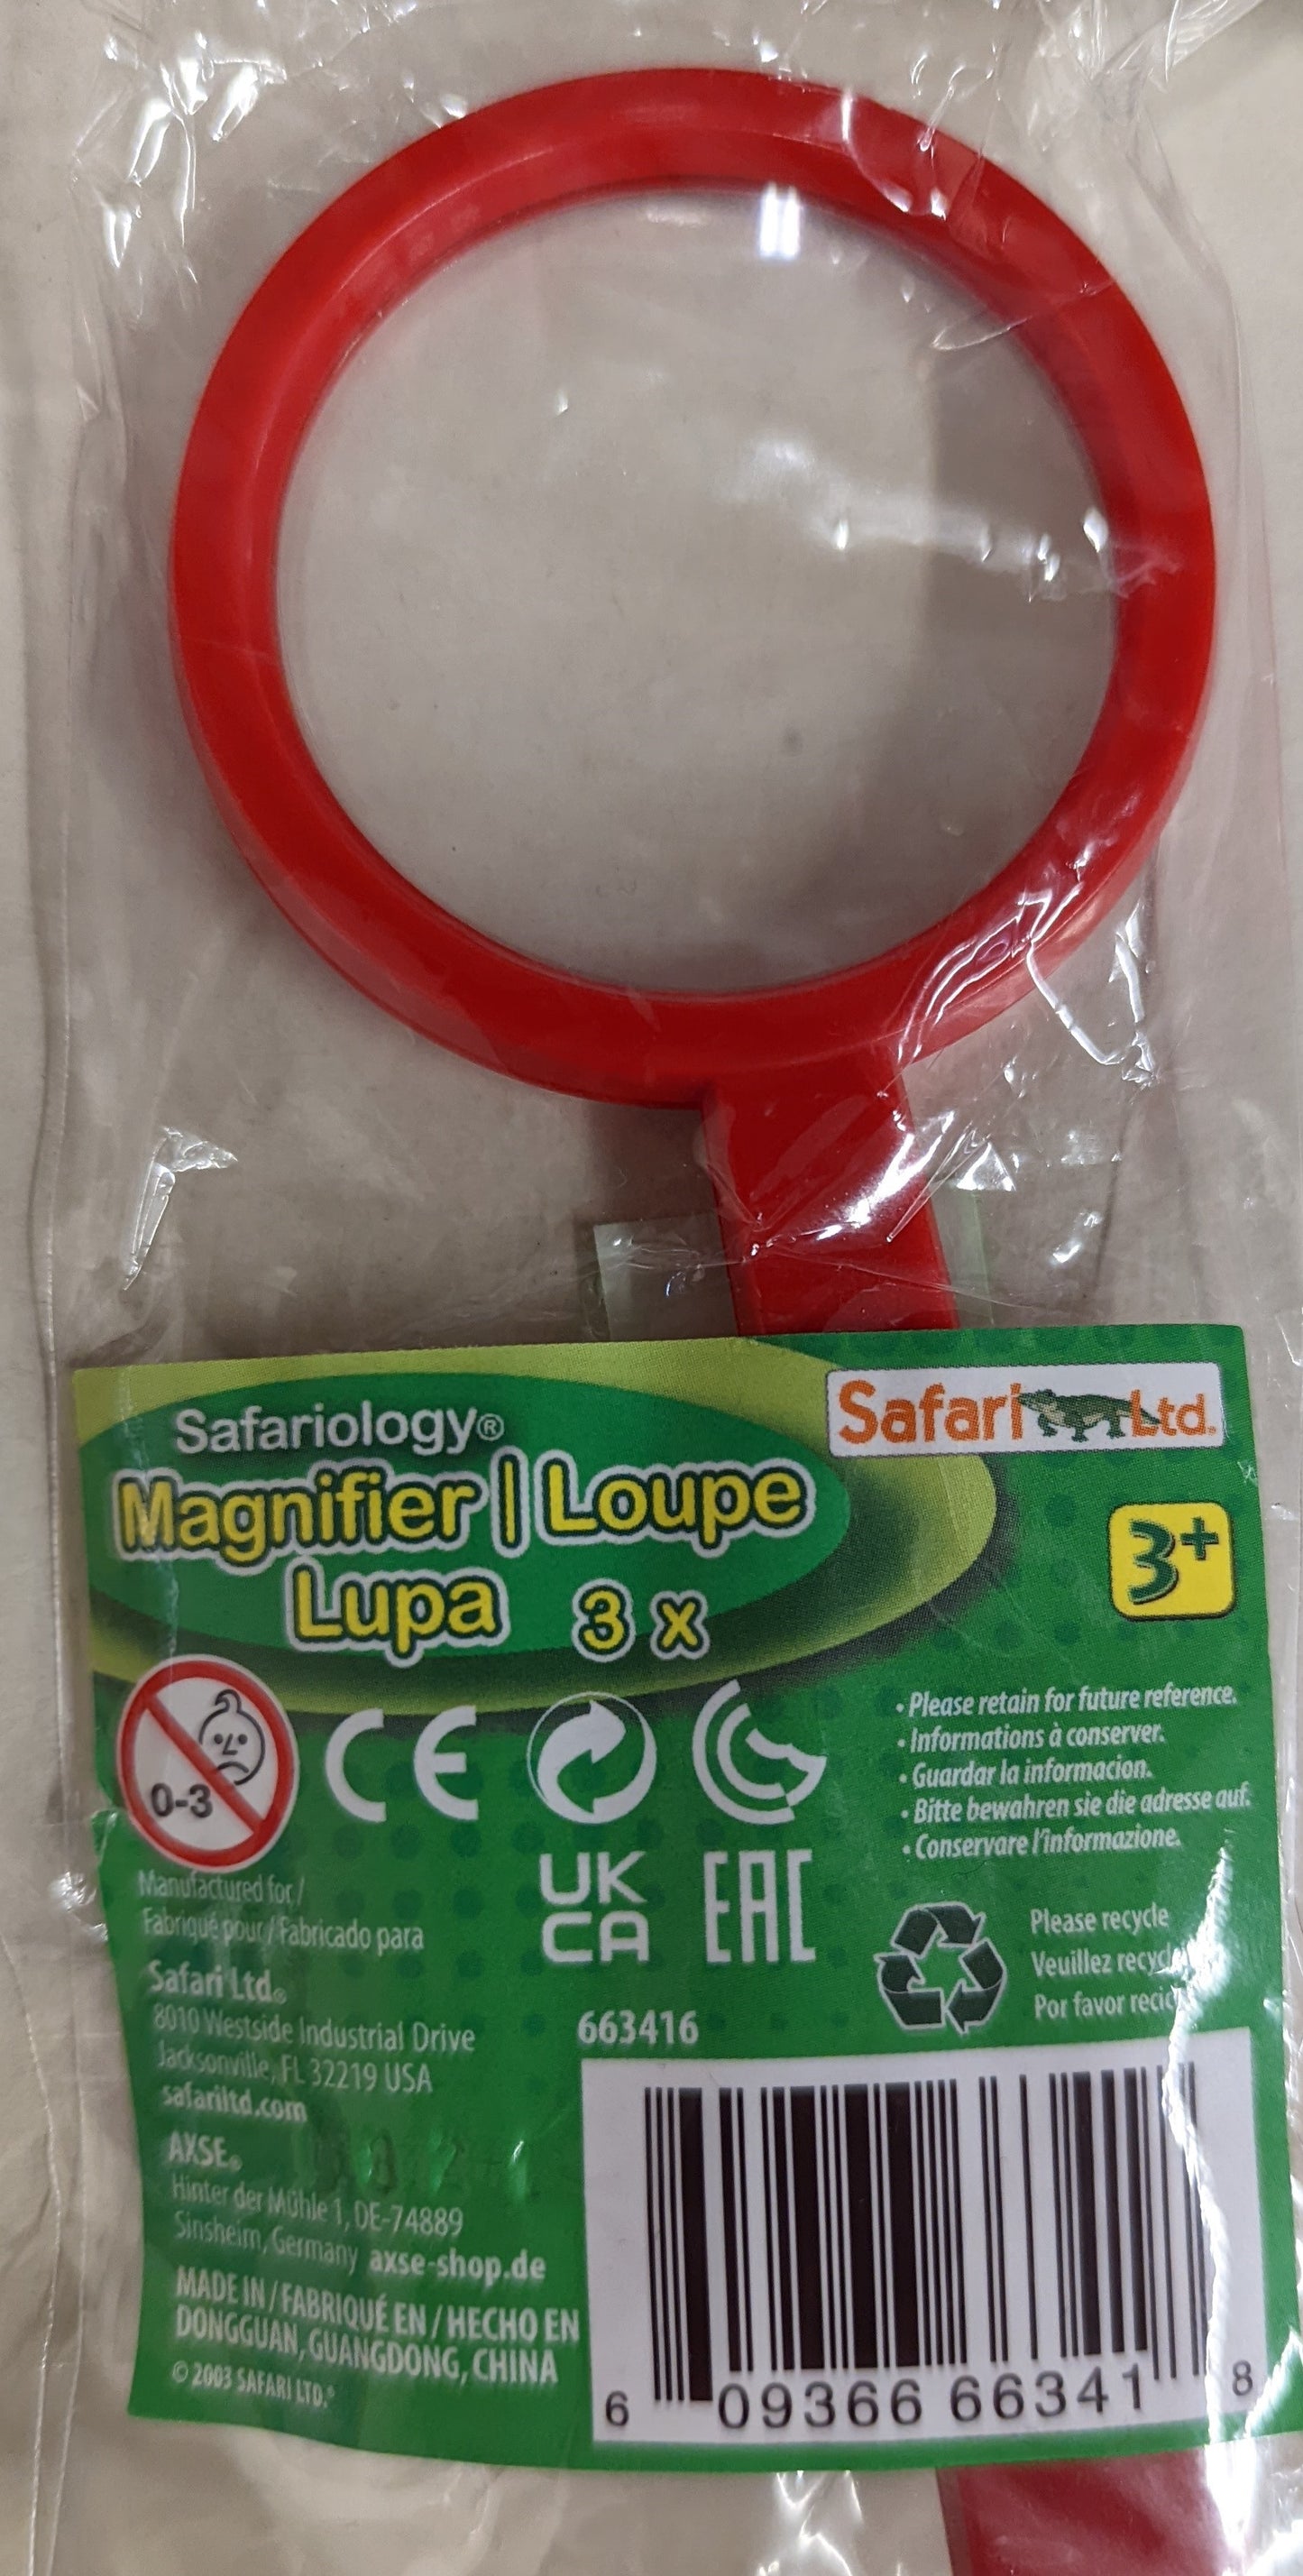 Safariology®
Magnifier | Loupe
Lupa 3 x
Safari Ltd.
3+
0-3
CE
UK
CA
EAC
• Please retain for future reference.
• Informations à conserver.
• Guardar la informacion.
• Bitte bewahren sie die adresse auf.
• Conservare l'informazione.
Please recycle
Veuillez
Por favor
Manufactured for /
Fabriqué pour / Fabricado para
Safari Ltd®
8010 Westside Industrial Drive
Jacksonville, FL 32219 USA
safariltd.com
AXSE®
Hinter der Mühle 1, DE-74889
Sinsheim, Germany axse-shop.de
MADE IN / FABRIQUÉ EN / HECHO EN
DONGGUAN, GUANGDONG, CHINA
© 2003 SAFARI LTD.®
663416
6 09366 66341 8